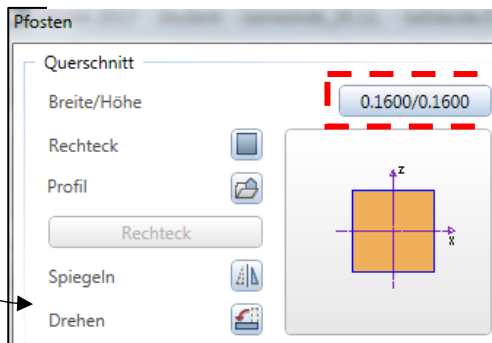 Pfosten
Querschnitt
Breite/Höhe 0.1600/0.1600
Rechteck
Profil
Rechteck
Spiegeln
Drehen
z
x